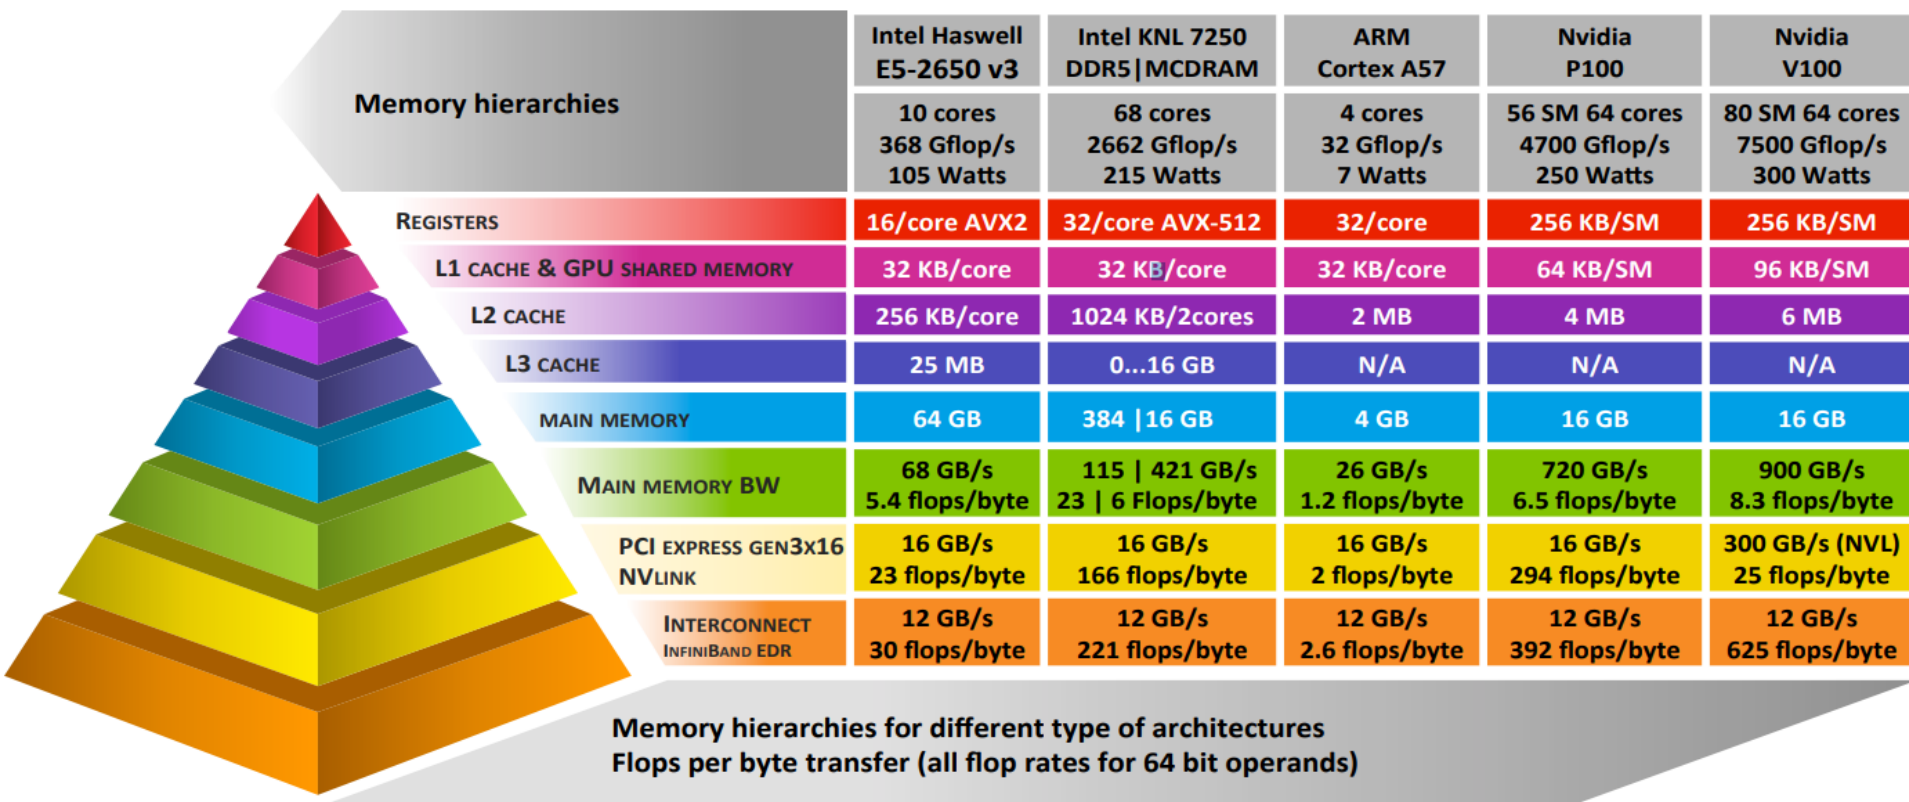 Memory hierarchies
Intel Haswell
E5-2650 v3
Intel KNL 7250
DDR5|MCDRAM
ARM
Cortex A57
Nvidia
P100
Nvidia
V100
10 cores
368 Gflop/s
105 Watts
68 cores
2662 Gflop/s
215 Watts
4 cores
32 Gflop/s
7 Watts
56 SM 64 cores
4700 Gflop/s
250 Watts
80 SM 64 cores
7500 Gflop/s
300 Watts
REGISTERS
16/core AVX2
32/core AVX-512
32/core
256 KB/SM
256 KB/SM
L1 CACHE & GPU SHARED MEMORY
32 KB/core
32 KB/core
32 KB/core
64 KB/SM
96 KB/SM
L2 CACHE
256 KB/core
1024 KB/2cores
2 MB
4 MB
6 MB
L3 CACHE
25 MB
0...16 GB
N/A
N/A
N/A
MAIN MEMORY
64 GB
384 |16 GB
4 GB
16 GB
16 GB
MAIN MEMORY BW
68 GB/s
5.4 flops/byte
115 | 421 GB/s
23 | 6 Flops/byte
26 GB/s
1.2 flops/byte
720 GB/s
6.5 flops/byte
900 GB/s
8.3 flops/byte
PCI EXPRESS GEN3X16
NVLINK
16 GB/s
23 flops/byte
16 GB/s
166 flops/byte
16 GB/s
2 flops/byte
16 GB/s
294 flops/byte
300 GB/s (NVL)
25 flops/byte
INTERCONNECT
INFINIBAND EDR
12 GB/s
30 flops/byte
12 GB/s
221 flops/byte
12 GB/s
2.6 flops/byte
12 GB/s
392 flops/byte
12 GB/s
625 flops/byte
Memory hierarchies for different type of architectures
Flops per byte transfer (all flop rates for 64 bit operands)